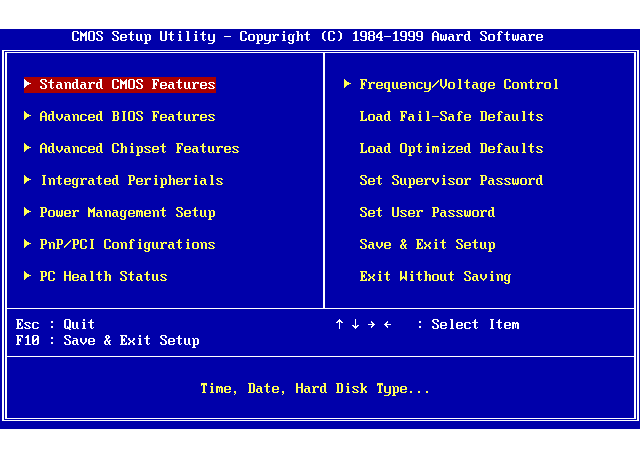 CMOS Setup Utility - Copyright (C) 1984-1999 Award Software
Standard CMOS Features
Advanced BIOS Features
Advanced Chipset Features
Integrated Peripherials
Power Management Setup
PnP/PCI Configurations
PC Health Status
Frequency/Voltage Control
Load Fail-Safe Defaults
Load Optimized Defaults
Set Supervisor Password
Set User Password
Save & Exit Setup
Exit Without Saving
Esc : Quit
F10 : Save & Exit Setup
↑ ↓ → ← : Select Item
Time, Date, Hard Disk Type...